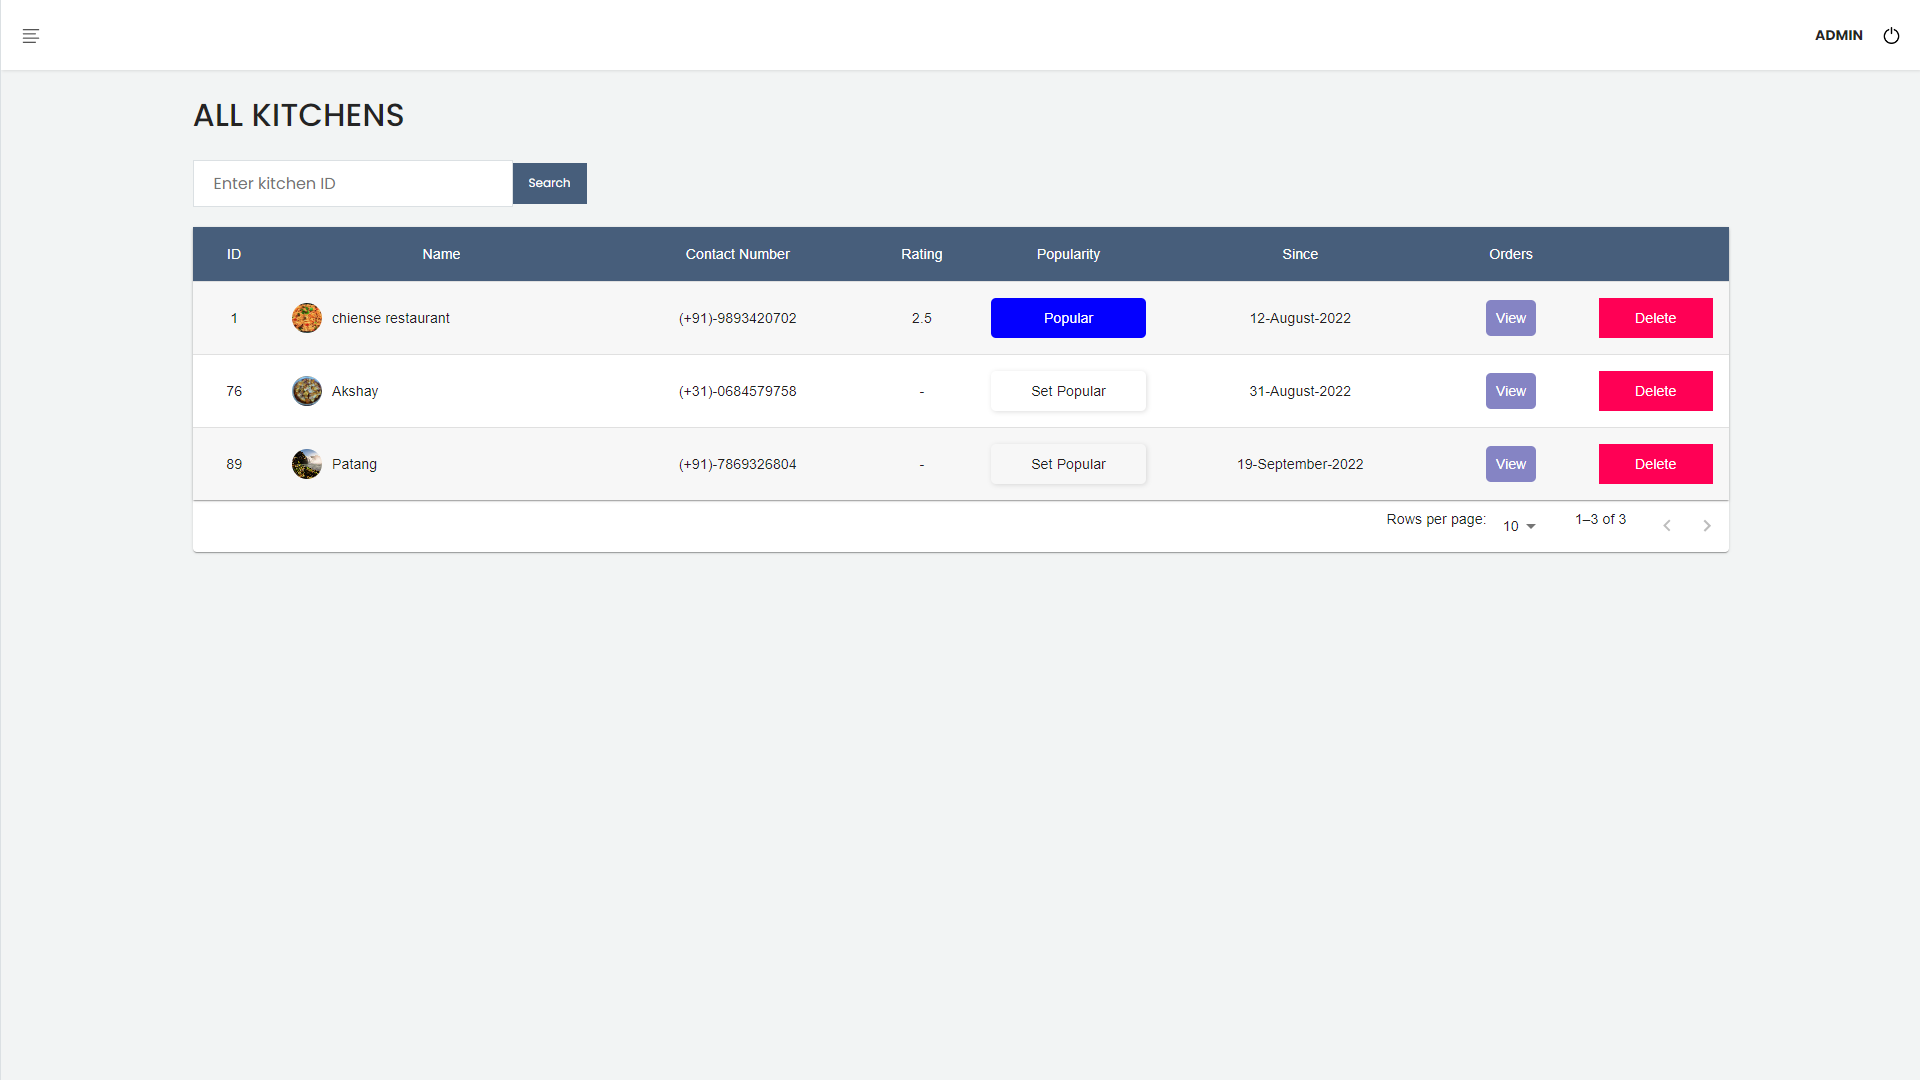 ADMIN
ALL KITCHENS
Enter kitchen ID
Search
ID Name Contact Number Rating Popularity Since Orders
1 chiense restaurant (+91)-9893420702 2.5 Popular 12-August-2022 View Delete
76 Akshay (+31)-0684579758 - Set Popular 31-August-2022 View Delete
89 Patang (+91)-7869326804 - Set Popular 19-September-2022 View Delete
Rows per page: 10 1–3 of 3